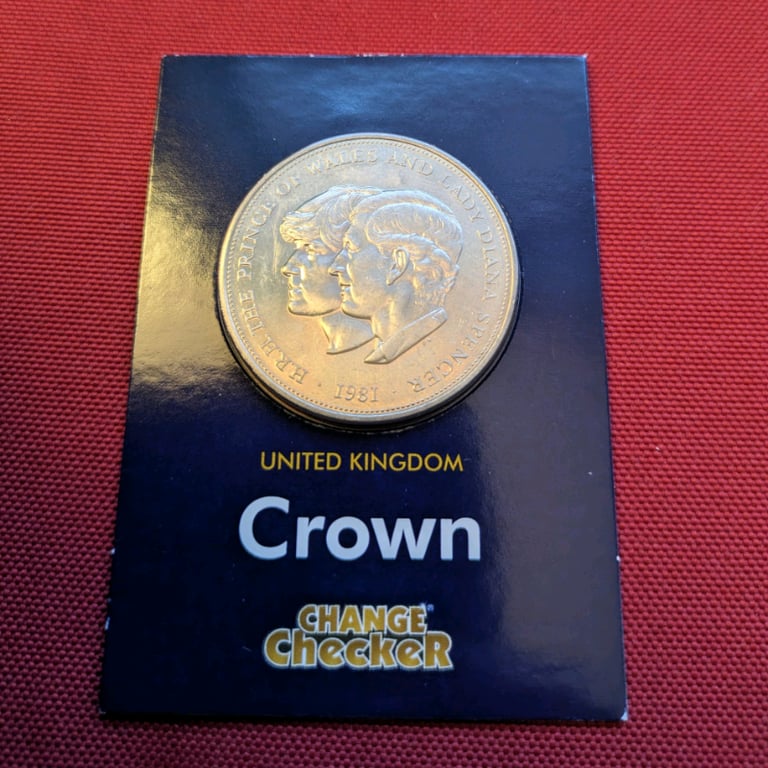 H.R.H. THE PRINCE OF WALES AND LADY DIANA SPENCER
· 1981 ·
UNITED KINGDOM
Crown
CHANGE®
CHecKeR